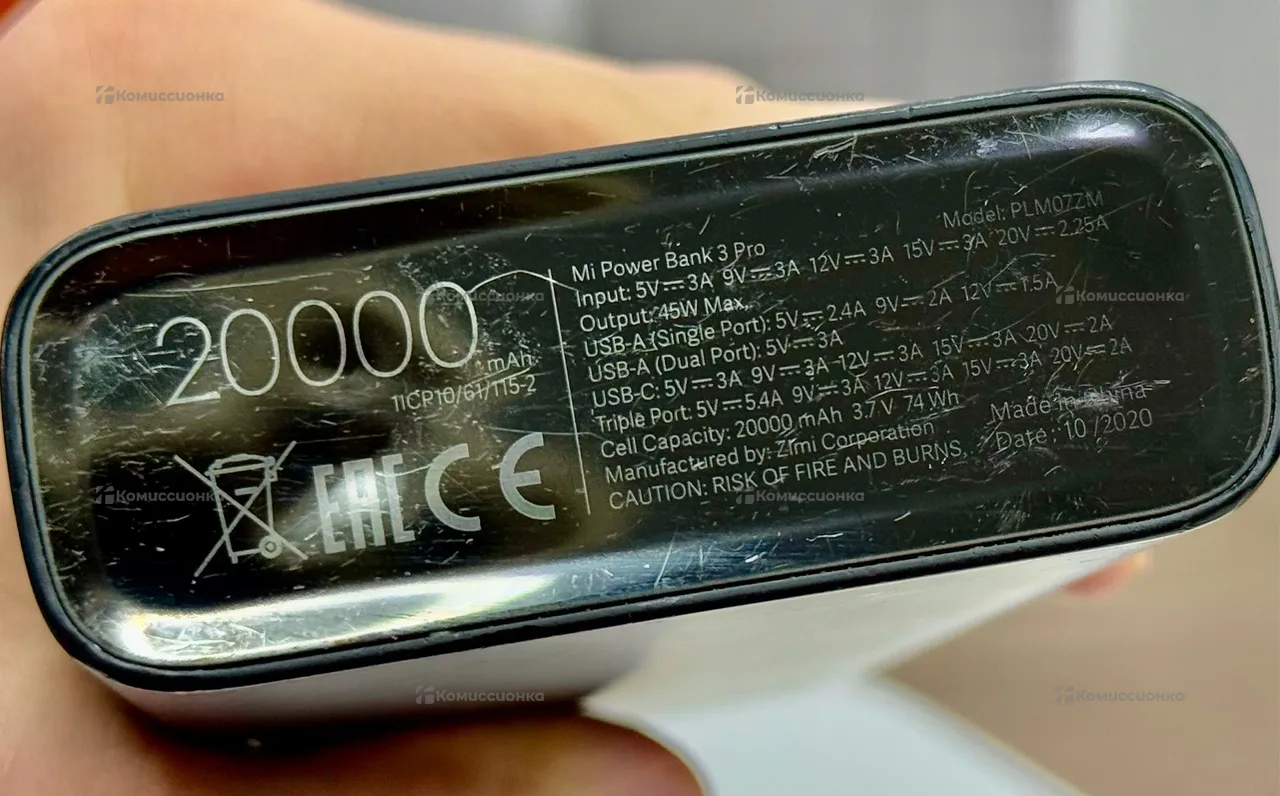 20000 mAh
1ICP10/61/115-2
EAC CE
Model: PLM07ZM
Mi Power Bank 3 Pro
Input: 5V⎓3A 9V⎓3A 12V⎓3A 15V⎓3A 20V⎓2.25A
Output: 45W Max.
USB-A (Single Port): 5V⎓2.4A 9V⎓2A 12V⎓1.5A
USB-A (Dual Port): 5V⎓3A
USB-C: 5V⎓3A 9V⎓3A 12V⎓3A 15V⎓3A 20V⎓2A
Triple Port: 5V⎓5.4A 9V⎓3A 12V⎓3A 15V⎓3A 20V⎓2A
Cell Capacity: 20000 mAh 3.7 V 74 Wh
Manufactured by: Zimi Corporation
CAUTION: RISK OF FIRE AND BURNS.
Made in China
Date: 10/2020
Комиссионка
Комиссионка
Комиссионка
Комиссионка
Комиссионка
Комиссионка
Комиссионка
Комиссионка